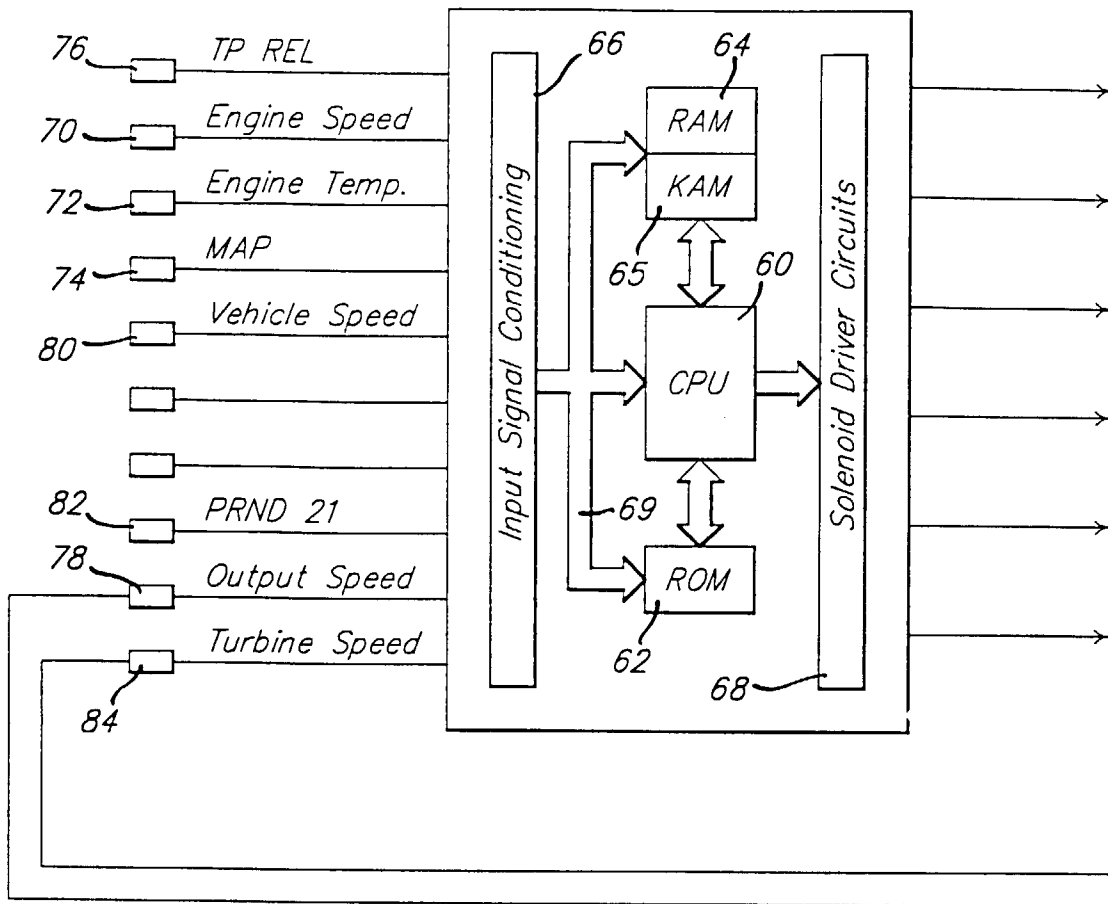 76 TP REL
70 Engine Speed
72 Engine Temp.
74 MAP
80 Vehicle Speed
82 PRND 21
78 Output Speed
84 Turbine Speed
66
Input Signal Conditioning
64
RAM
KAM
65
60
CPU
69
ROM
62
Solenoid Driver Circuits
68